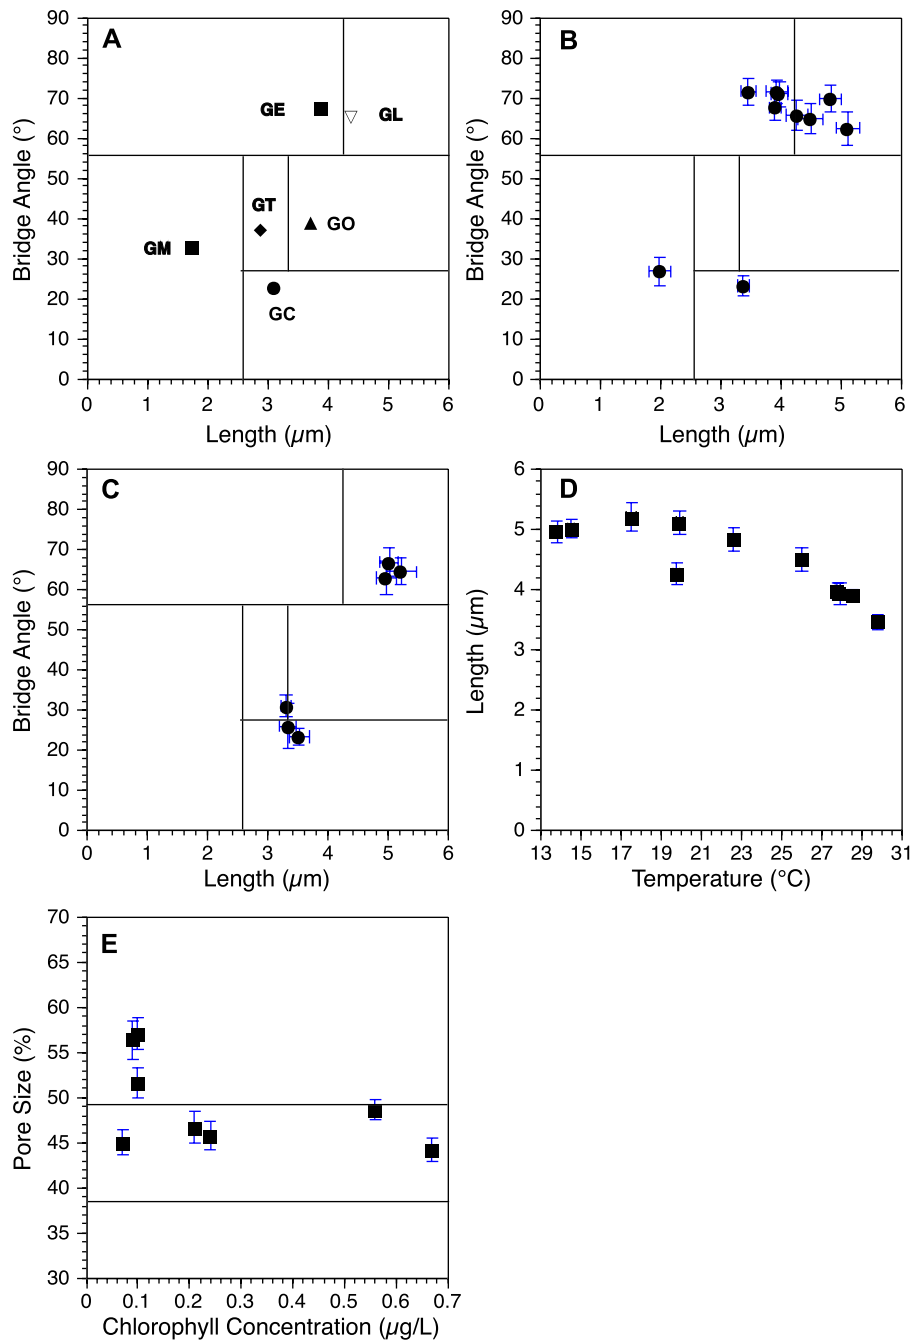 A
90
80
70
60
50
40
30
20
10
0
Bridge Angle (°)
GE
GL
GT
GO
GM
GC
0 1 2 3 4 5 6
Length (µm)
B
90
80
70
60
50
40
30
20
10
0
Bridge Angle (°)
0 1 2 3 4 5 6
Length (µm)
C
90
80
70
60
50
40
30
20
10
0
Bridge Angle (°)
0 1 2 3 4 5 6
Length (µm)
D
6
5
4
3
2
1
0
Length (µm)
13 15 17 19 21 23 25 27 29 31
Temperature (°C)
E
70
65
60
55
50
45
40
35
30
Pore Size (%)
0 0.1 0.2 0.3 0.4 0.5 0.6 0.7
Chlorophyll Concentration (µg/L)